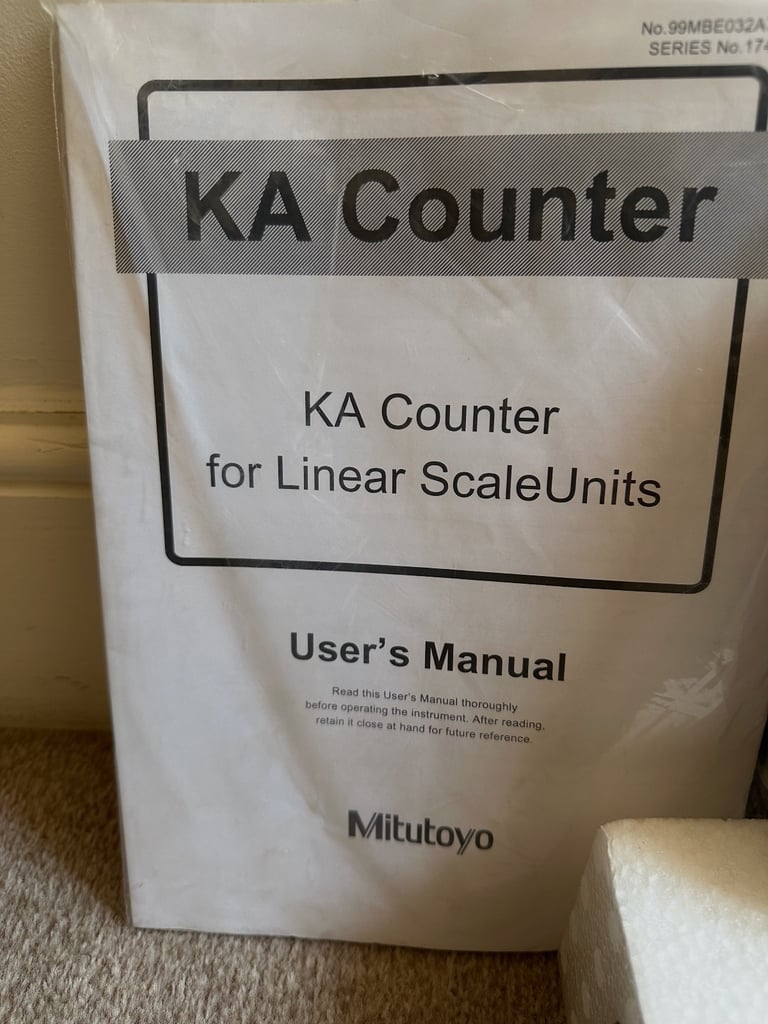 No.99MBE032A
SERIES No.174
KA Counter
KA Counter
for Linear ScaleUnits
User's Manual
Read this User's Manual thoroughly
before operating the instrument. After reading,
retain it close at hand for future reference.
Mitutoyo